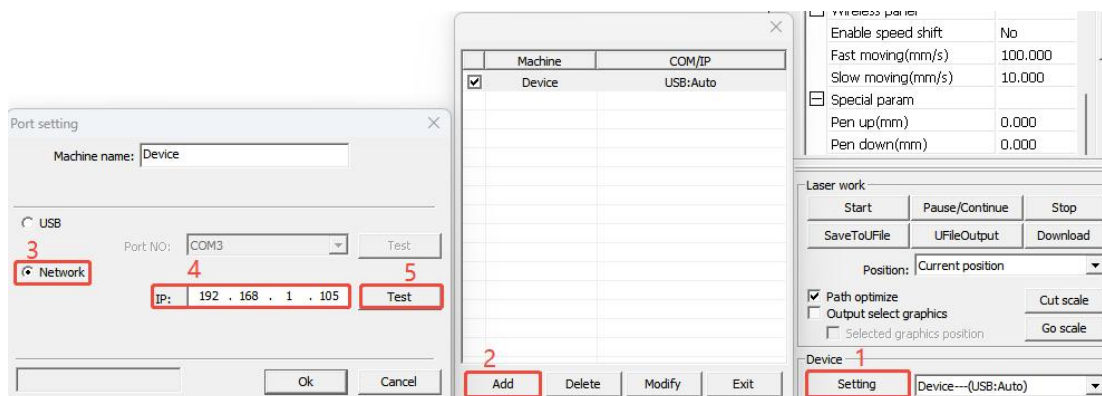 Port setting
Machine name: Device
USB
Port NO: COM3
Test
3
Network
4
IP: 192 . 168 . 1 . 105
5
Test
Ok
Cancel
Machine COM/IP
Device USB:Auto
2
Add Delete Modify Exit
Wireless panel
Enable speed shift No
Fast moving(mm/s) 100.000
Slow moving(mm/s) 10.000
Special param
Pen up(mm) 0.000
Pen down(mm) 0.000
Laser work
Start Pause/Continue Stop
SaveToUFile UFileOutput Download
Position: Current position
Path optimize
Cut scale
Output select graphics
Selected graphics position
Go scale
Device
1
Setting Device---(USB:Auto)